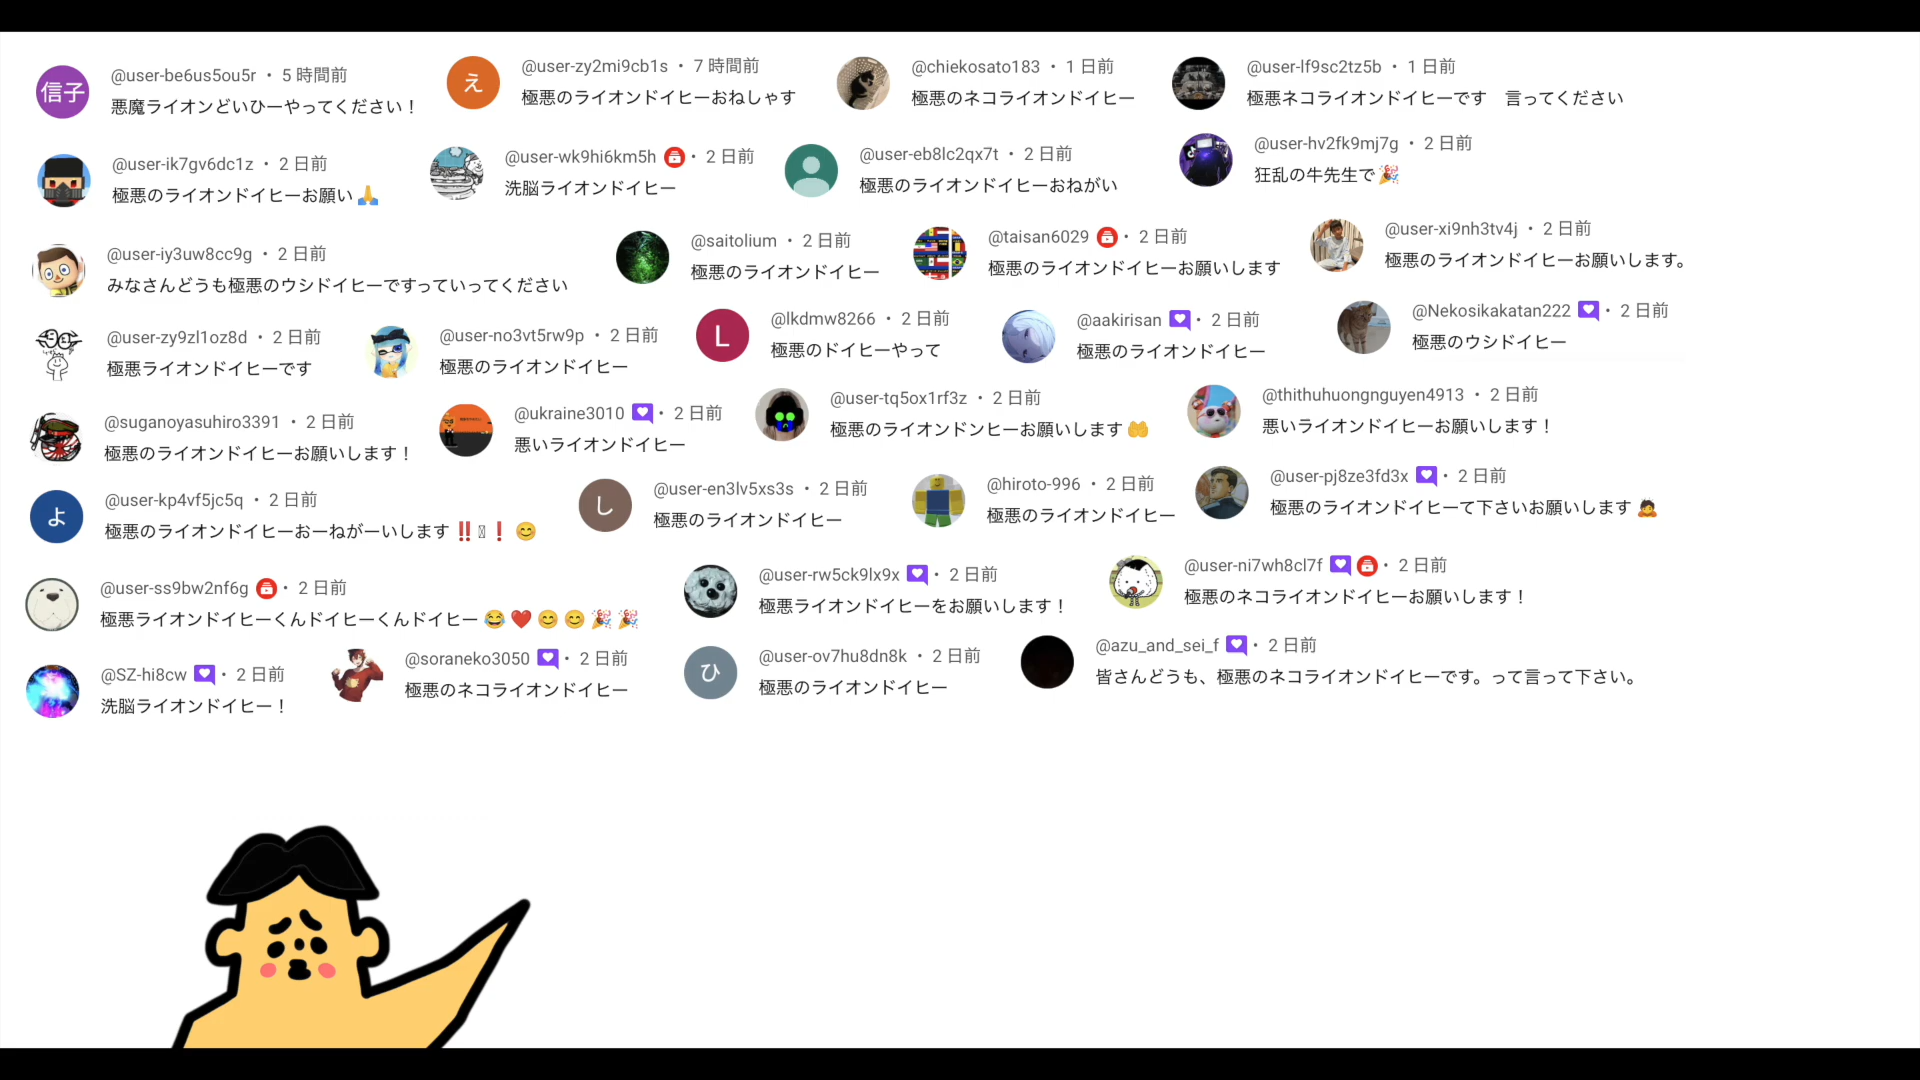 信子
@user-be6us5ou5r ・ 5 時間前
悪魔ライオンどいひーやってください！
え
@user-zy2mi9cb1s ・ 7 時間前
極悪のライオンドイヒーおねしゃす
@chiekosato183 ・ 1 日前
極悪のネコライオンドイヒー
@user-lf9sc2tz5b ・ 1 日前
極悪ネコライオンドイヒーです　言ってください
@user-ik7gv6dc1z ・ 2 日前
極悪のライオンドイヒーお願い🙏
@user-wk9hi6km5h ・ 2 日前
洗脳ライオンドイヒー
@user-eb8lc2qx7t ・ 2 日前
極悪のライオンドイヒーおねがい
@user-hv2fk9mj7g ・ 2 日前
狂乱の牛先生で🎉
@user-iy3uw8cc9g ・ 2 日前
みなさんどうも極悪のウシドイヒーですっていってください
@saitolium ・ 2 日前
極悪のライオンドイヒー
@taisan6029 ・ 2 日前
極悪のライオンドイヒーお願いします
@user-xi9nh3tv4j ・ 2 日前
極悪のライオンドイヒーお願いします。
@user-zy9zl1oz8d ・ 2 日前
極悪ライオンドイヒーです
@user-no3vt5rw9p ・ 2 日前
極悪のライオンドイヒー
L
@lkdmw8266 ・ 2 日前
極悪のドイヒーやって
@aakirisan ・ 2 日前
極悪のライオンドイヒー
@Nekosikakatan222 ・ 2 日前
極悪のウシドイヒー
@suganoyasuhiro3391 ・ 2 日前
極悪のライオンドイヒーお願いします！
@ukraine3010 ・ 2 日前
悪いライオンドイヒー
@user-tq5ox1rf3z ・ 2 日前
極悪のライオンドンヒーお願いします🤲
@thithuhuongnguyen4913 ・ 2 日前
悪いライオンドイヒーお願いします！
よ
@user-kp4vf5jc5q ・ 2 日前
極悪のライオンドイヒーおーねがーいします‼️❗😊
し
@user-en3lv5xs3s ・ 2 日前
極悪のライオンドイヒー
@hiroto-996 ・ 2 日前
極悪のライオンドイヒー
@user-pj8ze3fd3x ・ 2 日前
極悪のライオンドイヒーて下さいお願いします🙇
@user-ss9bw2nf6g ・ 2 日前
極悪ライオンドイヒーくんドイヒーくんドイヒー😂❤️😊😊🎉🎉
@user-rw5ck9lx9x ・ 2 日前
極悪ライオンドイヒーをお願いします！
@user-ni7wh8cl7f ・ 2 日前
極悪のネコライオンドイヒーお願いします！
@SZ-hi8cw ・ 2 日前
洗脳ライオンドイヒー！
@soraneko3050 ・ 2 日前
極悪のネコライオンドイヒー
ひ
@user-ov7hu8dn8k ・ 2 日前
極悪のライオンドイヒー
@azu_and_sei_f ・ 2 日前
皆さんどうも、極悪のネコライオンドイヒーです。って言って下さい。